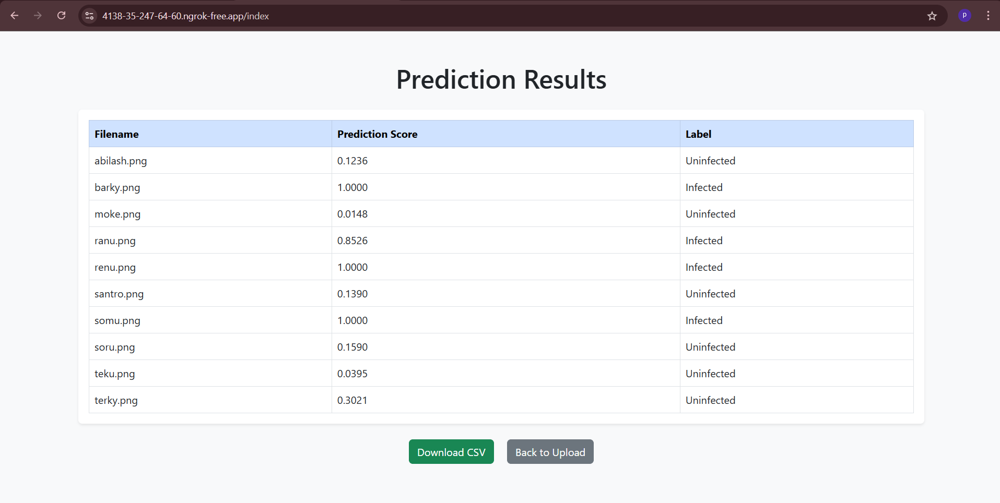 4138-35-247-64-60.ngrok-free.app/index
p
Prediction Results
Filename Prediction Score Label
abilash.png 0.1236 Uninfected
barky.png 1.0000 Infected
moke.png 0.0148 Uninfected
ranu.png 0.8526 Infected
renu.png 1.0000 Infected
santro.png 0.1390 Uninfected
somu.png 1.0000 Infected
soru.png 0.1590 Uninfected
teku.png 0.0395 Uninfected
terky.png 0.3021 Uninfected
Download CSV Back to Upload